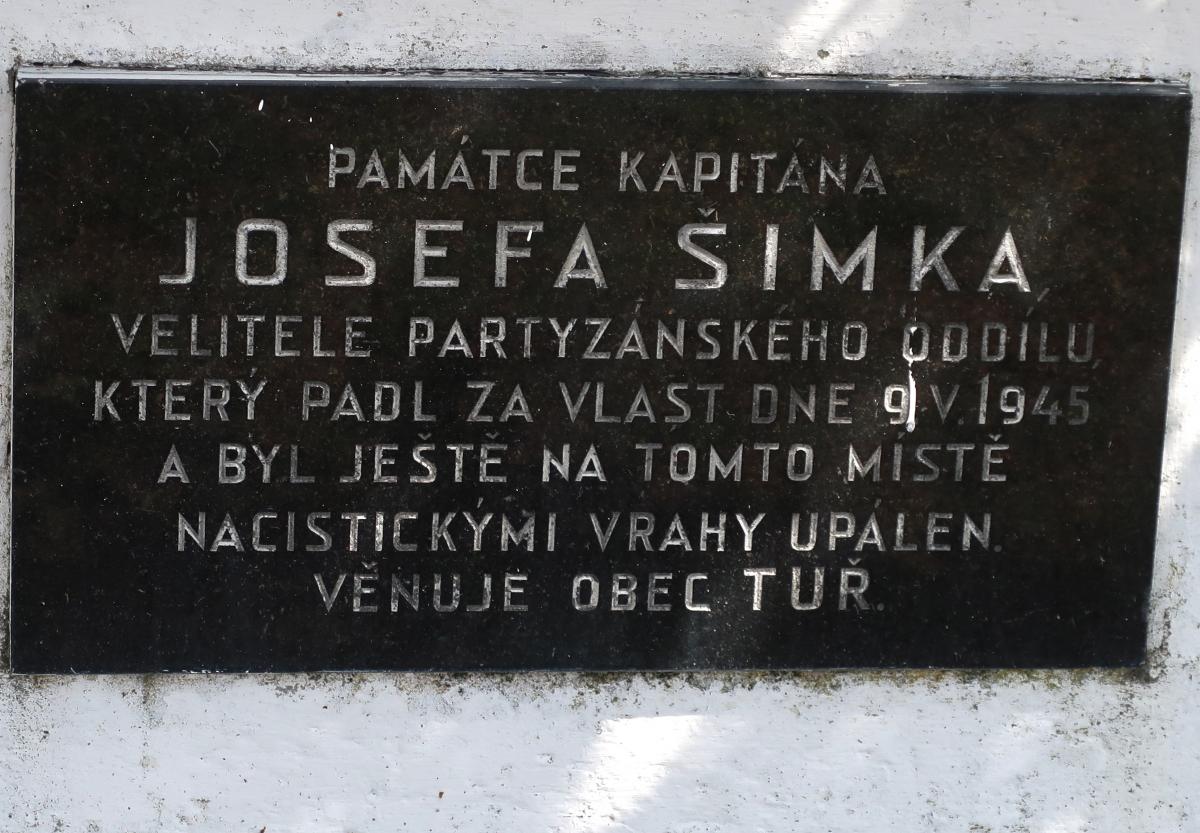 PAMÁTCE KAPITÁNA
JOSEFA ŠIMKA
VELITELE PARTYZÁNSKÉHO ODDÍLU,
KTERÝ PADL ZA VLAST DNE 9.V.1945
A BYL JEŠTĚ NA TOMTO MÍSTĚ
NACISTICKÝMI VRAHY UPÁLEN.
VĚNUJE OBEC TUŘ.